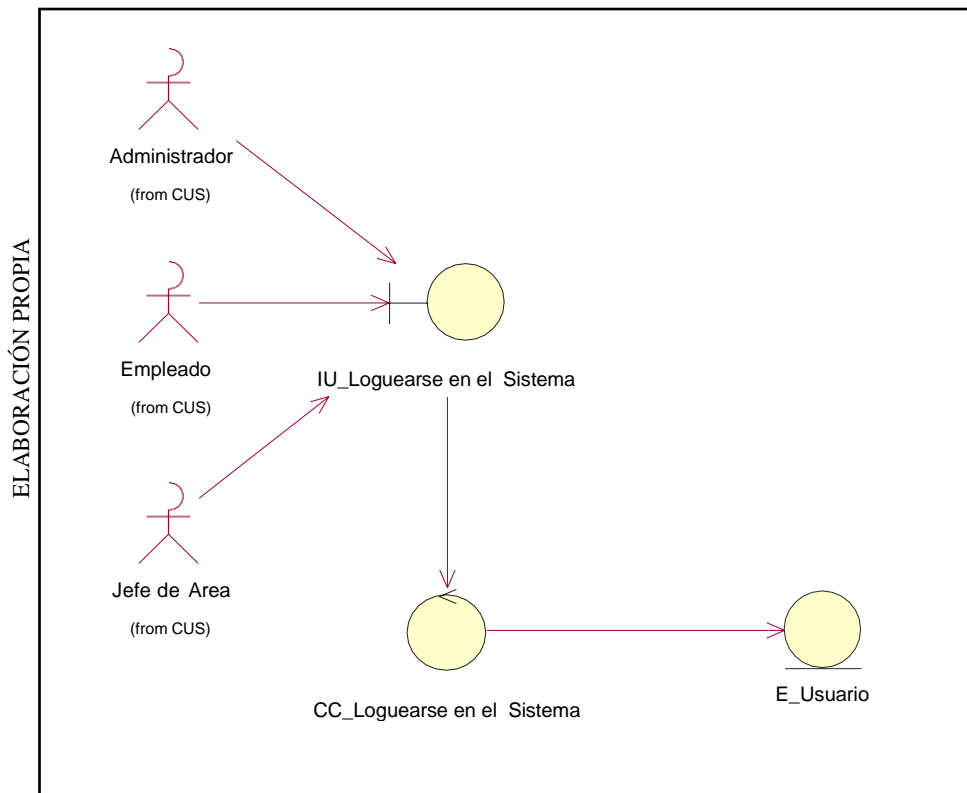 ELABORACIÓN PROPIA
Administrador
(from CUS)
Empleado
(from CUS)
IU_Loguearse en el Sistema
Jefe de Area
(from CUS)
CC_Loguearse en el Sistema
E_Usuario